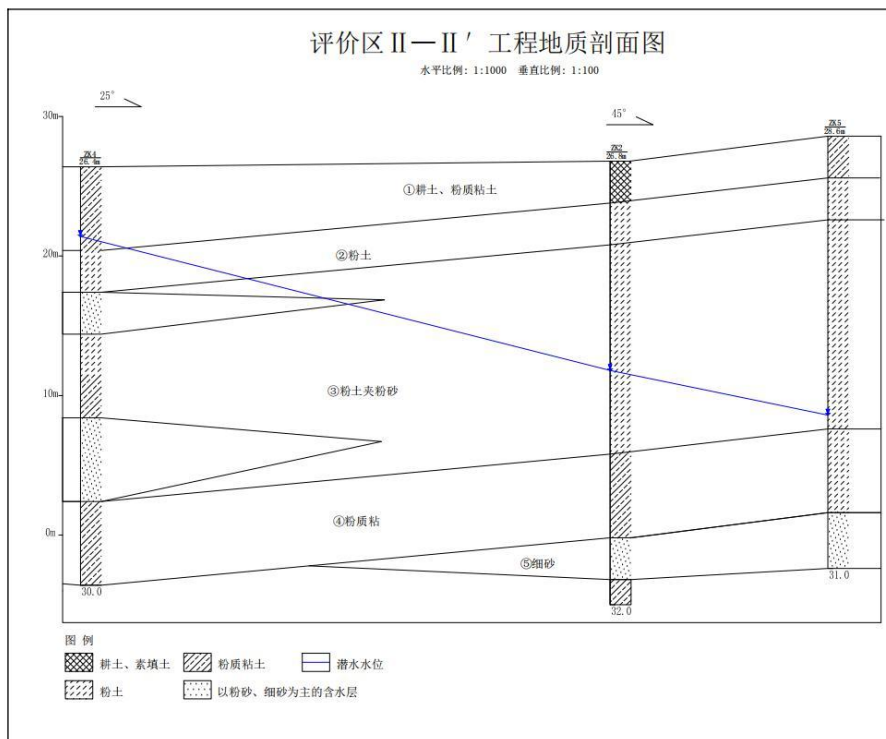 评价区Ⅱ—Ⅱ′工程地质剖面图
水平比例：1:1000 垂直比例：1:100
25°
45°
30m
ZK4
26.4m
ZK2
26.8m
ZK5
28.6m
①耕土、粉质粘土
20m
②粉土
10m
③粉土夹粉砂
0m
④粉质粘
⑤细砂
30.0
32.0
31.0
图 例
耕土、素填土
粉质粘土
潜水水位
粉土
以粉砂、细砂为主的含水层